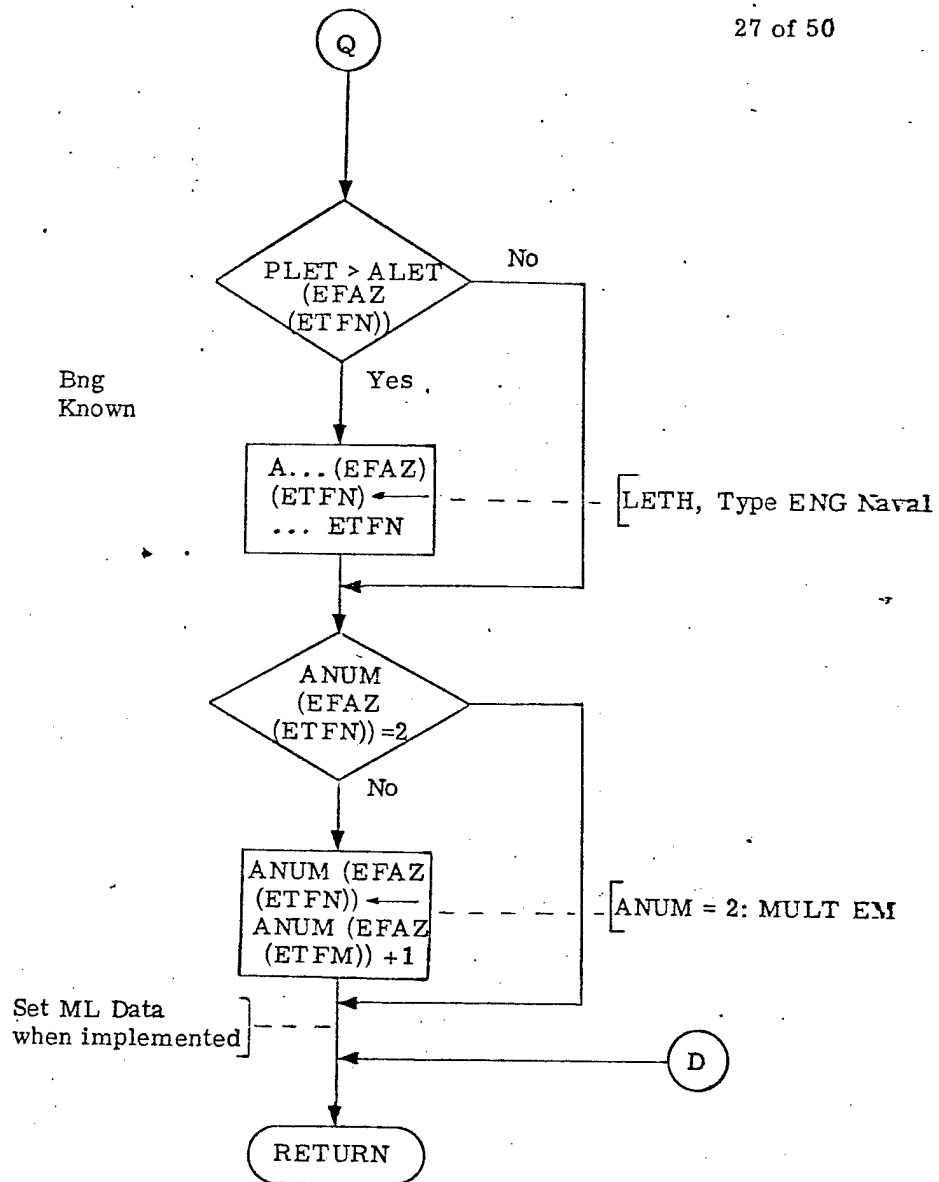 27 of 50
Q
PLET > ALET
(EFAZ
(ETFN))
No
Yes
Bng
Known
A... (EFAZ)
(ETFN) ←
... ETFN
[LETH, Type ENG Naval
ANUM
(EFAZ
(ETFN)) =2
No
ANUM (EFAZ
(ETFN)) ←
ANUM (EFAZ
(ETFM)) +1
[ANUM = 2: MULT EM
Set ML Data
when implemented]
D
RETURN